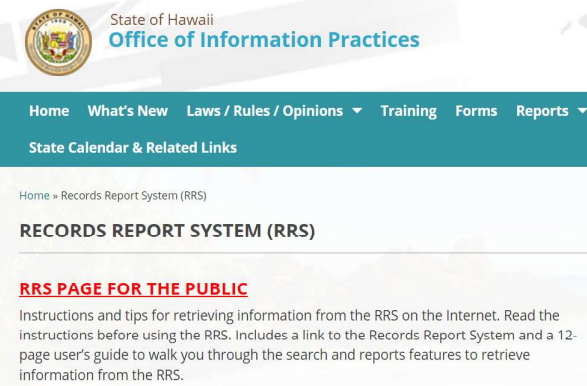 State of Hawaii
Office of Information Practices
Home What's New Laws / Rules / Opinions Training Forms Reports
State Calendar & Related Links
Home » Records Report System (RRS)
RECORDS REPORT SYSTEM (RRS)
RRS PAGE FOR THE PUBLIC
Instructions and tips for retrieving information from the RRS on the Internet. Read the
instructions before using the RRS. Includes a link to the Records Report System and a 12-
page user's guide to walk you through the search and reports features to retrieve
information from the RRS.